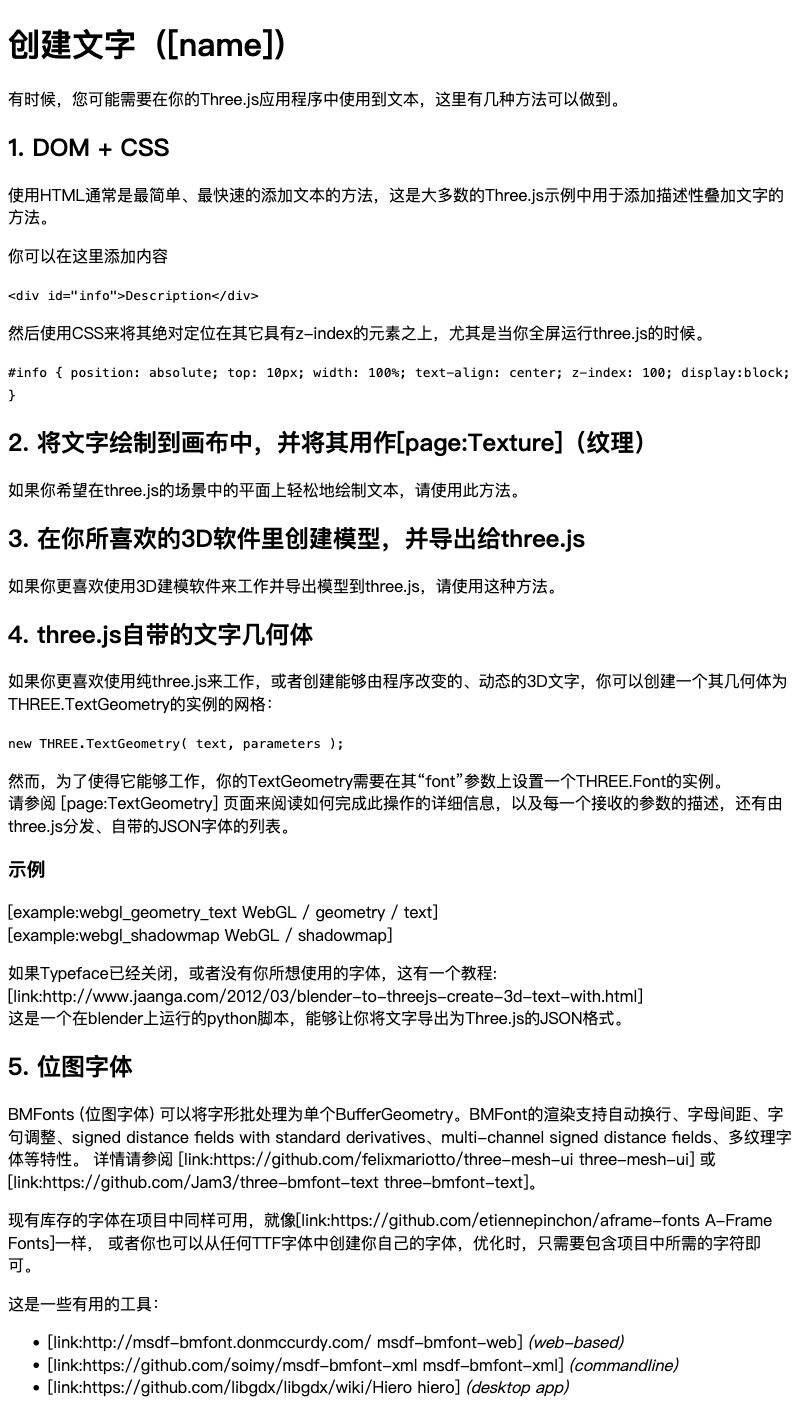 创建文字（[name]）
有时候，您可能需要在你的Three.js应用程序中使用到文本，这里有几种方法可以做到。
1. DOM + CSS
使用HTML通常是最简单、最快速的添加文本的方法，这是大多数的Three.js示例中用于添加描述性叠加文字的
方法。
你可以在这里添加内容
<div id="info">Description</div>
然后使用CSS来将其绝对定位在其它具有z-index的元素之上，尤其是当你全屏运行three.js的时候。
#info { position: absolute; top: 10px; width: 100%; text-align: center; z-index: 100; display:block;
}
2. 将文字绘制到画布中，并将其用作[page:Texture]（纹理）
如果你希望在three.js的场景中的平面上轻松地绘制文本，请使用此方法。
3. 在你所喜欢的3D软件里创建模型，并导出给three.js
如果你更喜欢使用3D建模软件来工作并导出模型到three.js，请使用这种方法。
4. three.js自带的文字几何体
如果你更喜欢使用纯three.js来工作，或者创建能够由程序改变的、动态的3D文字，你可以创建一个其几何体为
THREE.TextGeometry的实例的网格：
new THREE.TextGeometry( text, parameters );
然而，为了使得它能够工作，你的TextGeometry需要在其“font”参数上设置一个THREE.Font的实例。
请参阅 [page:TextGeometry] 页面来阅读如何完成此操作的详细信息，以及每一个接收的参数的描述，还有由
three.js分发、自带的JSON字体的列表。
示例
[example:webgl_geometry_text WebGL / geometry / text]
[example:webgl_shadowmap WebGL / shadowmap]
如果Typeface已经关闭，或者没有你所想使用的字体，这有一个教程:
[link:http://www.jaanga.com/2012/03/blender-to-threejs-create-3d-text-with.html]
这是一个在blender上运行的python脚本，能够让你将文字导出为Three.js的JSON格式。
5. 位图字体
BMFonts (位图字体) 可以将字形批处理为单个BufferGeometry。BMFont的渲染支持自动换行、字母间距、字
句调整、signed distance fields with standard derivatives、multi-channel signed distance fields、多纹理字
体等特性。 详情请参阅 [link:https://github.com/felixmariotto/three-mesh-ui three-mesh-ui] 或
[link:https://github.com/Jam3/three-bmfont-text three-bmfont-text]。
现有库存的字体在项目中同样可用，就像[link:https://github.com/etiennepinchon/aframe-fonts A-Frame
Fonts]一样， 或者你也可以从任何TTF字体中创建你自己的字体，优化时，只需要包含项目中所需的字符即
可。
这是一些有用的工具：
• [link:http://msdf-bmfont.donmccurdy.com/ msdf-bmfont-web] (web-based)
• [link:https://github.com/soimy/msdf-bmfont-xml msdf-bmfont-xml] (commandline)
• [link:https://github.com/libgdx/libgdx/wiki/Hiero hiero] (desktop app)